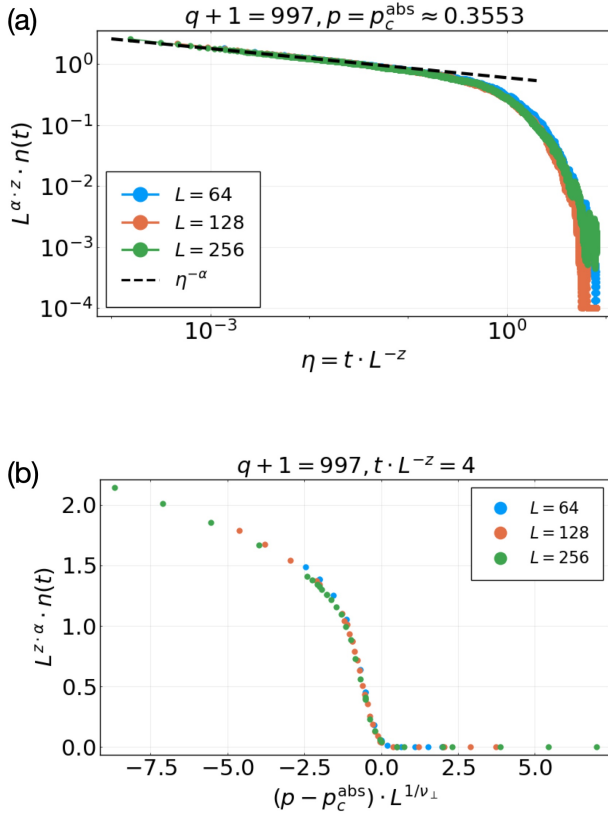 (a)
q + 1 = 997, p = p_c^abs ≈ 0.3553
L^{α·z} · n(t)
10^0
10^{-1}
10^{-2}
10^{-3}
10^{-4}
L = 64
L = 128
L = 256
η^{-α}
10^{-3}
10^0
η = t · L^{-z}
(b)
q + 1 = 997, t · L^{-z} = 4
L^{z·α} · n(t)
2.0
1.5
1.0
0.5
0.0
L = 64
L = 128
L = 256
-7.5
-5.0
-2.5
0.0
2.5
5.0
(p − p_c^abs) · L^{1/ν_⊥}